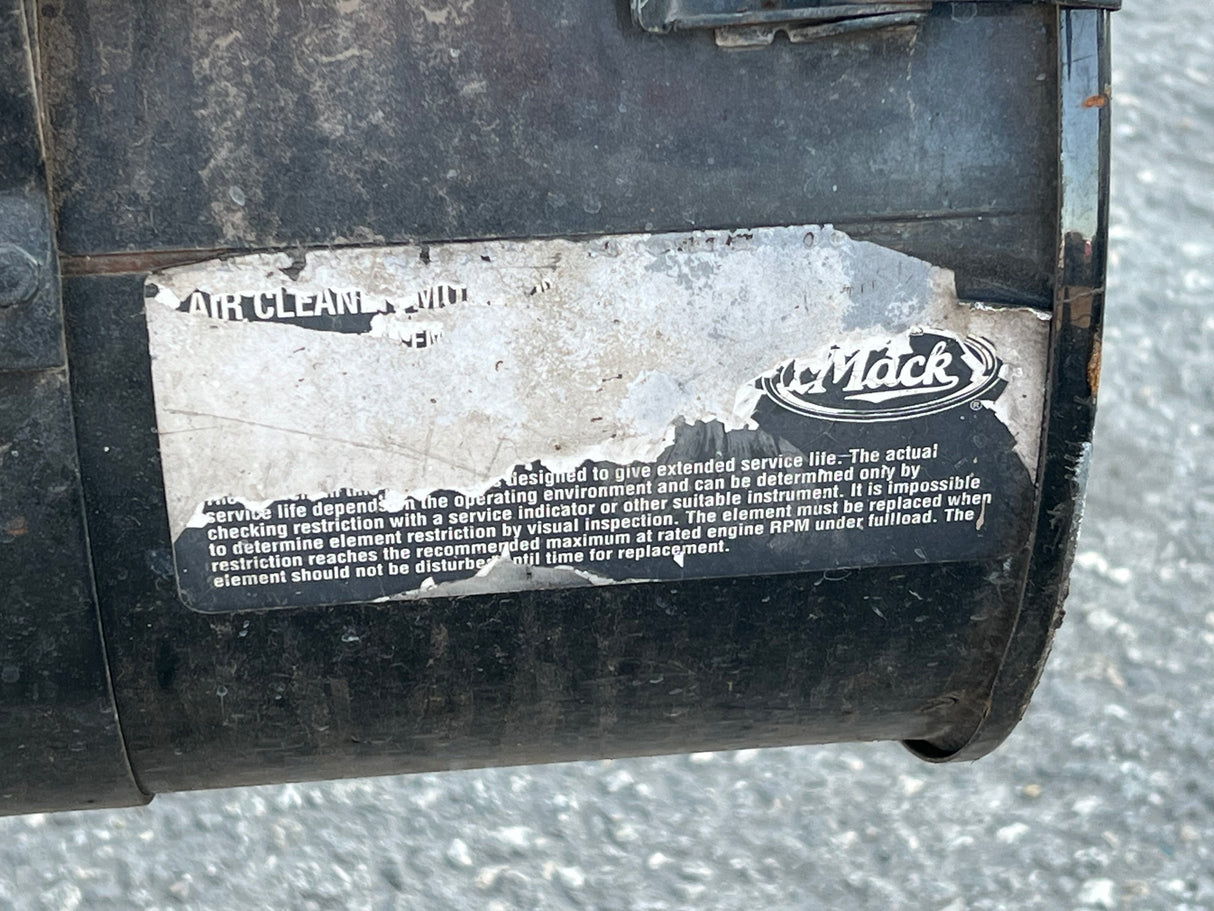 AIR CLEANER
Mack
®
designed to give extended service life. The actual
service life depends on the operating environment and can be determined only by
checking restriction with a service indicator or other suitable instrument. It is impossible
to determine element restriction by visual inspection. The element must be replaced when
restriction reaches the recommended maximum at rated engine RPM under fullload. The
element should not be disturbed until time for replacement.